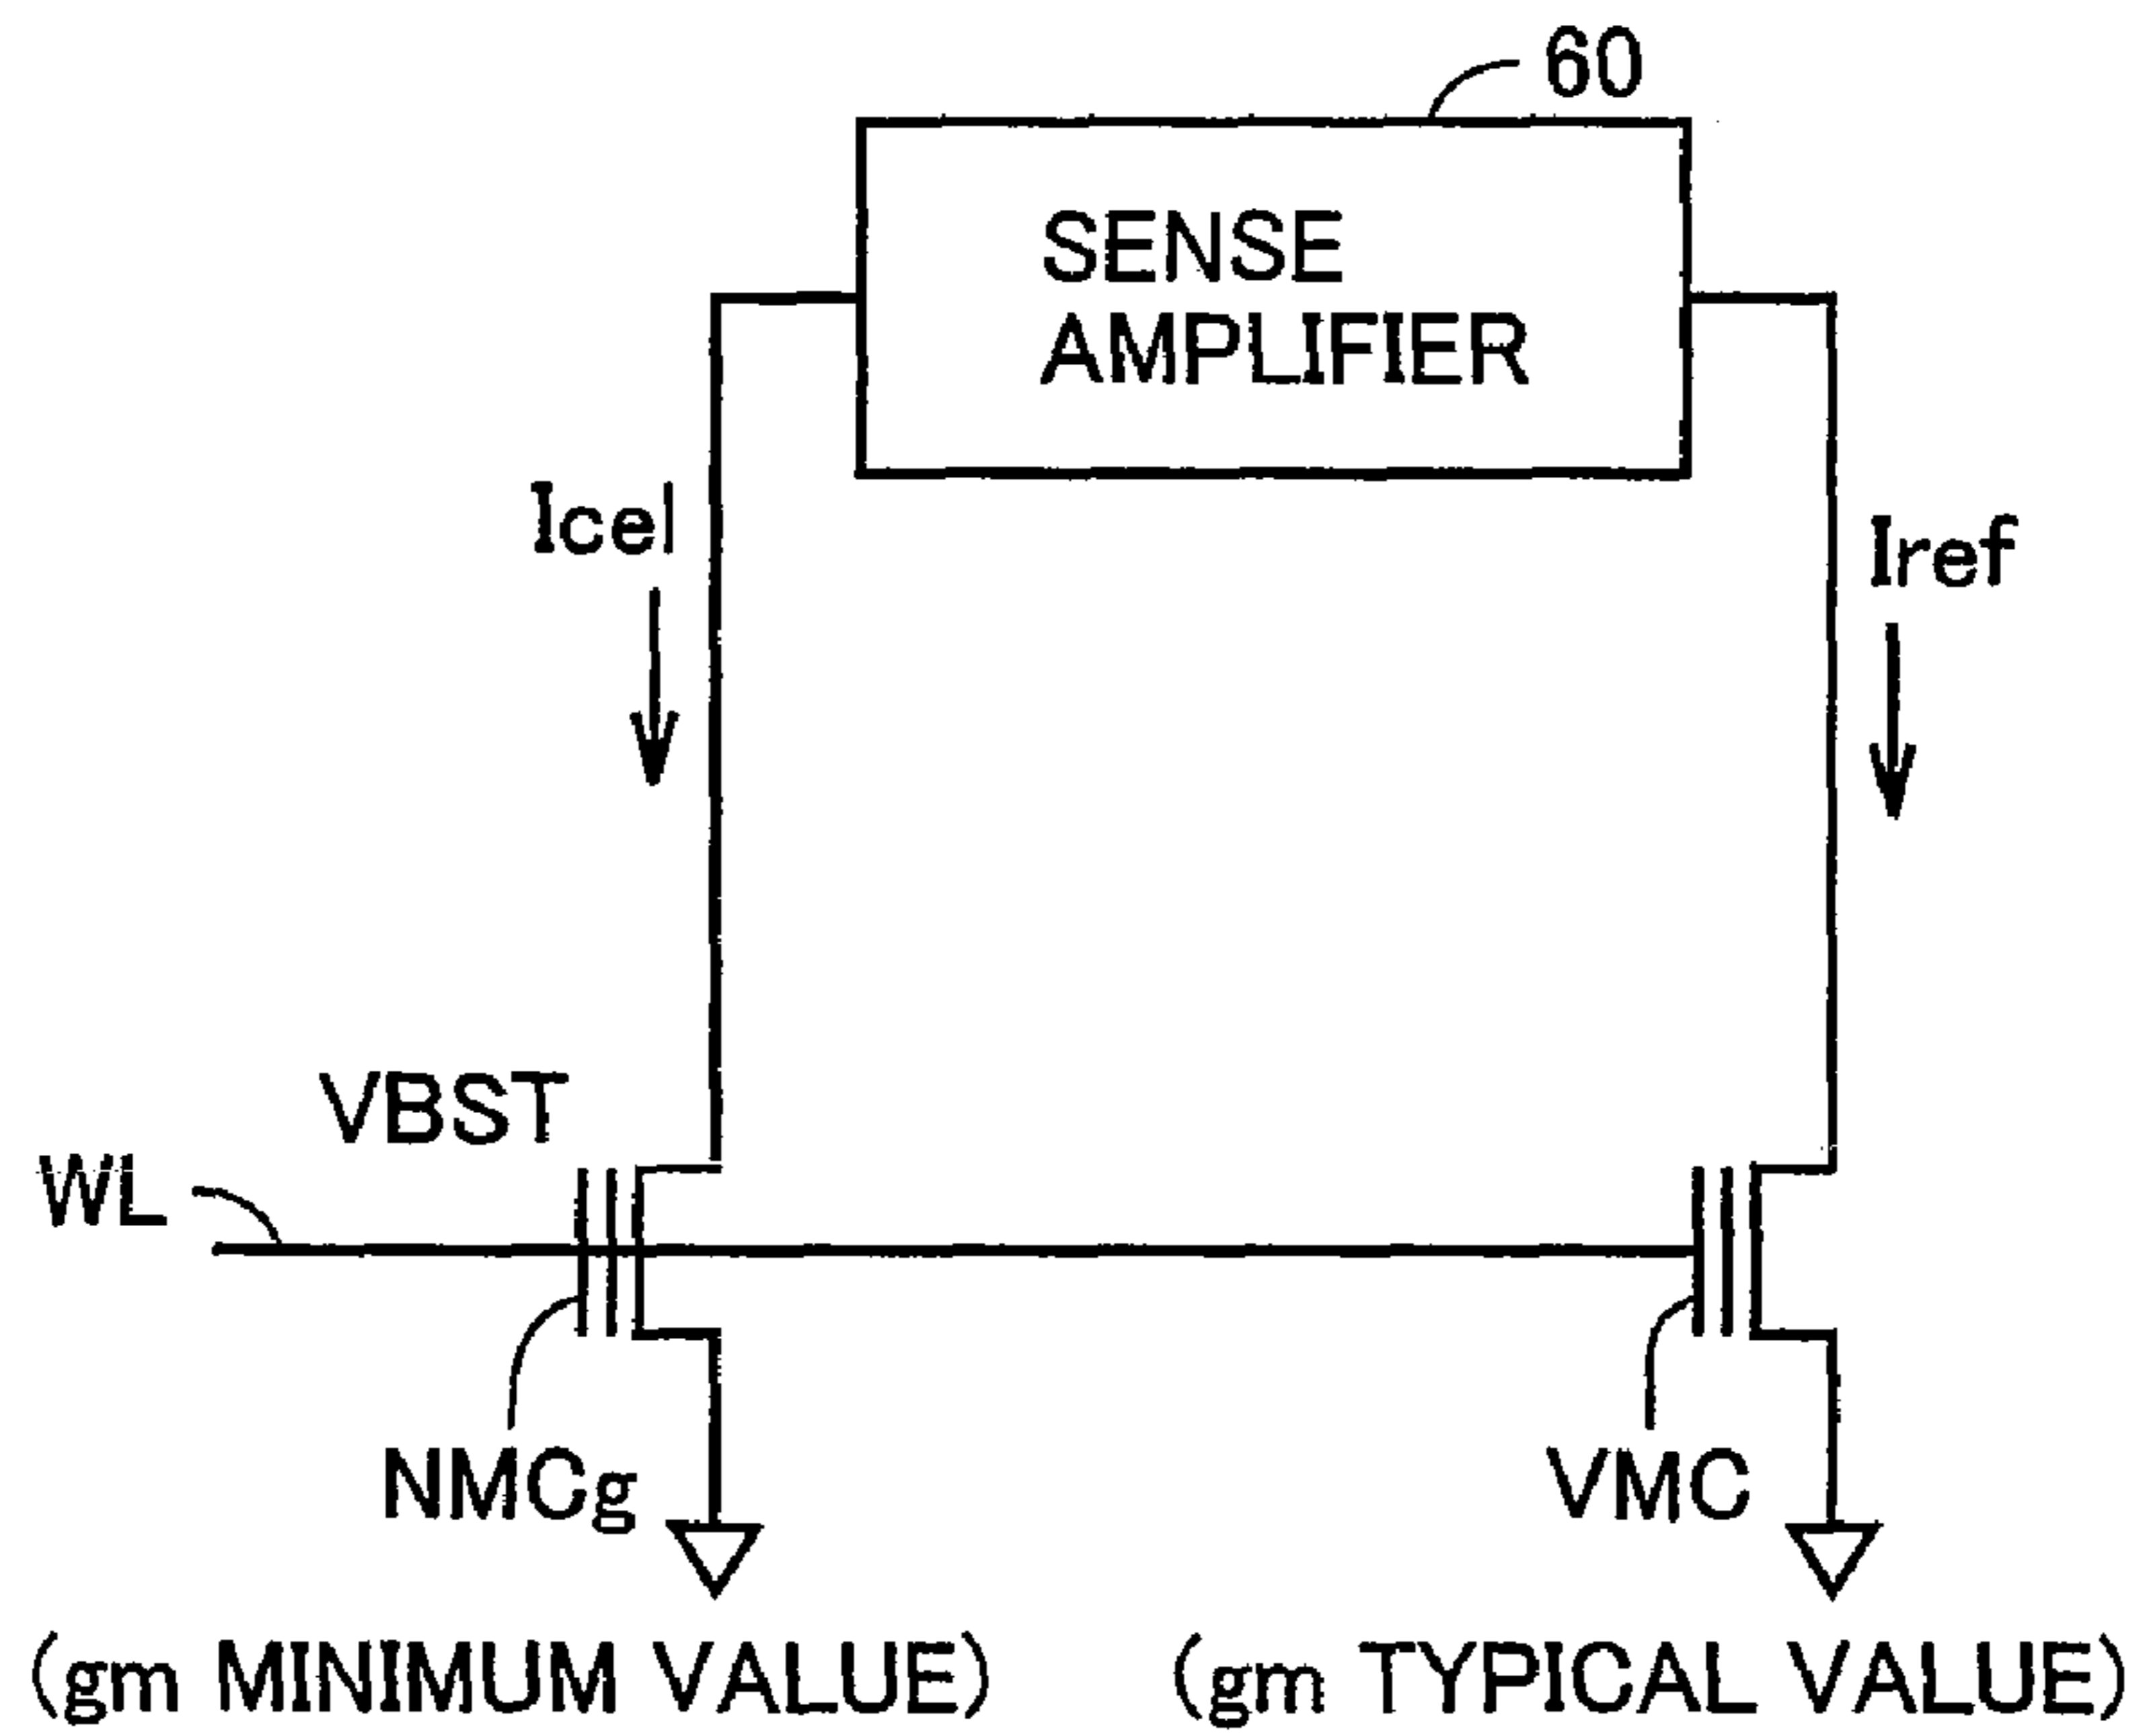 60
SENSE
AMPLIFIER
Icel
Iref
VBST
WL
NMCg
VMC
(gm MINIMUM VALUE)
(gm TYPICAL VALUE)